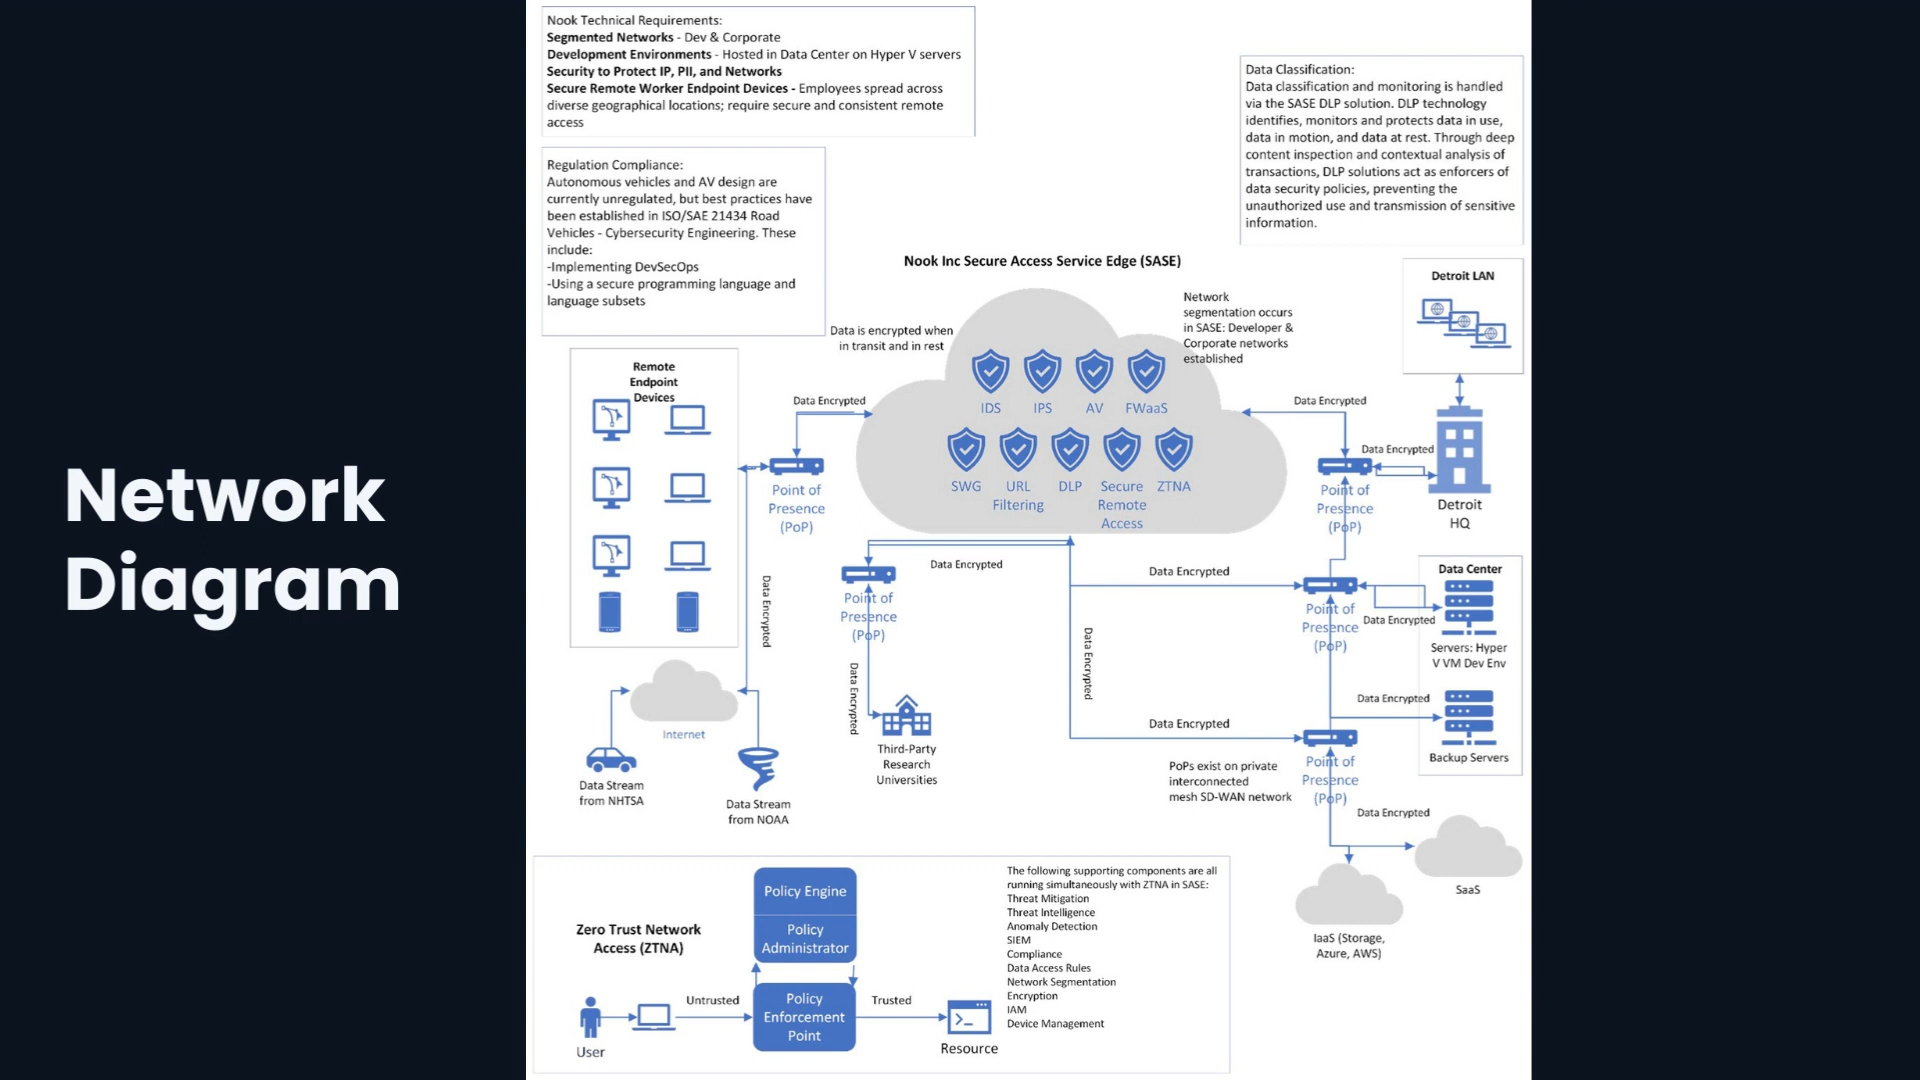 Network
Diagram
Nook Technical Requirements:
Segmented Networks - Dev & Corporate
Development Environments - Hosted in Data Center on Hyper V servers
Security to Protect IP, PII, and Networks
Secure Remote Worker Endpoint Devices - Employees spread across
diverse geographical locations; require secure and consistent remote
access
Regulation Compliance:
Autonomous vehicles and AV design are
currently unregulated, but best practices have
been established in ISO/SAE 21434 Road
Vehicles - Cybersecurity Engineering. These
include:
-Implementing DevSecOps
-Using a secure programming language and
language subsets
Data Classification:
Data classification and monitoring is handled
via the SASE DLP solution. DLP technology
identifies, monitors and protects data in use,
data in motion, and data at rest. Through deep
content inspection and contextual analysis of
transactions, DLP solutions act as enforcers of
data security policies, preventing the
unauthorized use and transmission of sensitive
information.
Nook Inc Secure Access Service Edge (SASE)
Data is encrypted when
in transit and in rest
Network
segmentation occurs
in SASE: Developer &
Corporate networks
established
Detroit LAN
Remote
Endpoint
Devices
IDS
IPS
AV
FWaaS
SWG
URL
Filtering
DLP
Secure
Remote
Access
ZTNA
Data Encrypted
Point of
Presence
(PoP)
Data Encrypted
Data Encrypted
Point of
Presence
(PoP)
Data Encrypted
Detroit
HQ
Data Encrypted
Point of
Presence
(PoP)
Data Encrypted
Third-Party
Research
Universities
Internet
Data Stream
from NHTSA
Data Stream
from NOAA
Data Encrypted
Data Encrypted
Point of
Presence
(PoP)
Data Encrypted
Data Center
Servers: Hyper
V VM Dev Env
Data Encrypted
Backup Servers
Data Encrypted
Point of
Presence
(PoP)
PoPs exist on private
interconnected
mesh SD-WAN network
Data Encrypted
SaaS
IaaS (Storage,
Azure, AWS)
Zero Trust Network
Access (ZTNA)
Policy Engine
Policy
Administrator
User
Untrusted
Policy
Enforcement
Point
Trusted
Resource
The following supporting components are all
running simultaneously with ZTNA in SASE:
Threat Mitigation
Threat Intelligence
Anomaly Detection
SIEM
Compliance
Data Access Rules
Network Segmentation
Encryption
IAM
Device Management